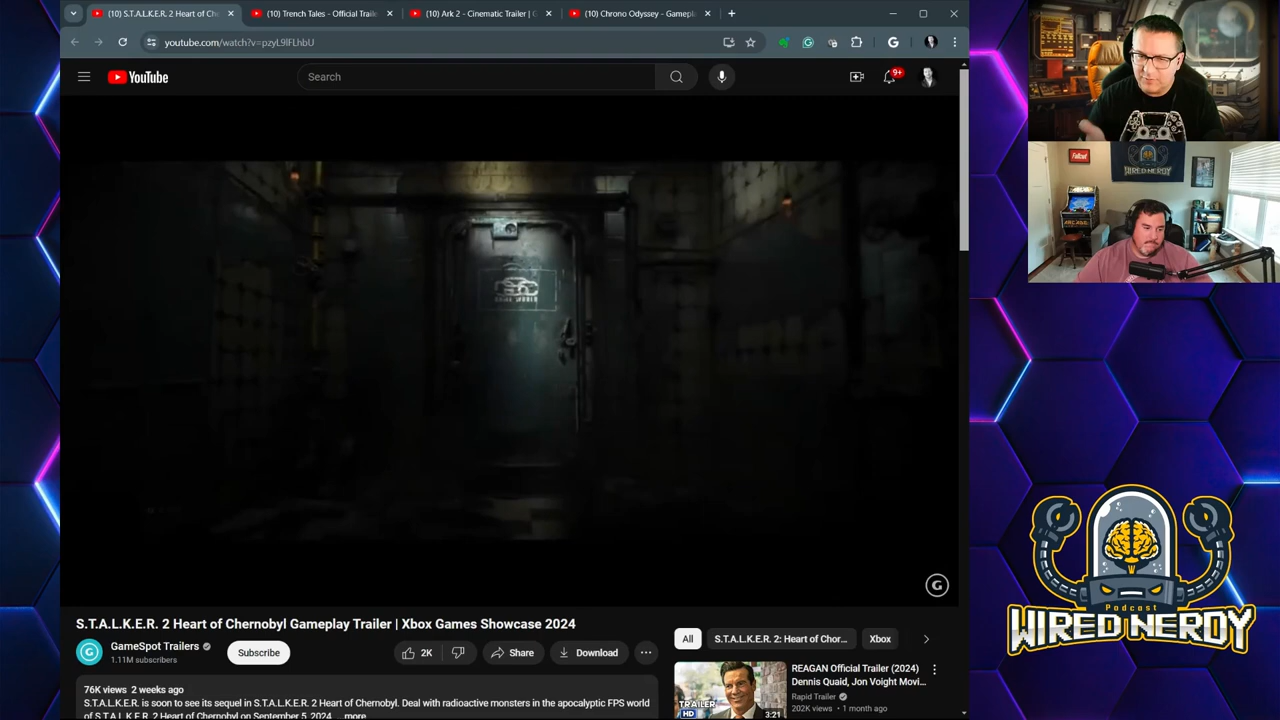 (10) S.T.A.L.K.E.R. 2 Heart of Che
(10) Trench Tales - Official Traile
(10) Ark 2 - Cinematic Trailer | G
(10) Chrono Odyssey - Gamepla
youtube.com/watch?v=pzyL9lFLhbU
YouTube
Search
9+
Fallout
WIRED NERDY
ARCADE
G
S.T.A.L.K.E.R. 2 Heart of Chernobyl Gameplay Trailer | Xbox Games Showcase 2024
GameSpot Trailers
1.11M subscribers
Subscribe
2K
Share
Download
76K views 2 weeks ago
S.T.A.L.K.E.R. is soon to see its sequel in S.T.A.L.K.E.R. 2 Heart of Chernobyl. Deal with radioactive monsters in the apocalyptic FPS world
of S.T.A.L.K.E.R. 2 Heart of Chernobyl on September 5, 2024. ...more
All
S.T.A.L.K.E.R. 2: Heart of Chor...
Xbox
REAGAN Official Trailer (2024)
Dennis Quaid, Jon Voight Movi...
Rapid Trailer
202K views • 1 month ago
TRAILER
HD
3:21
Podcast
WIRED NERDY